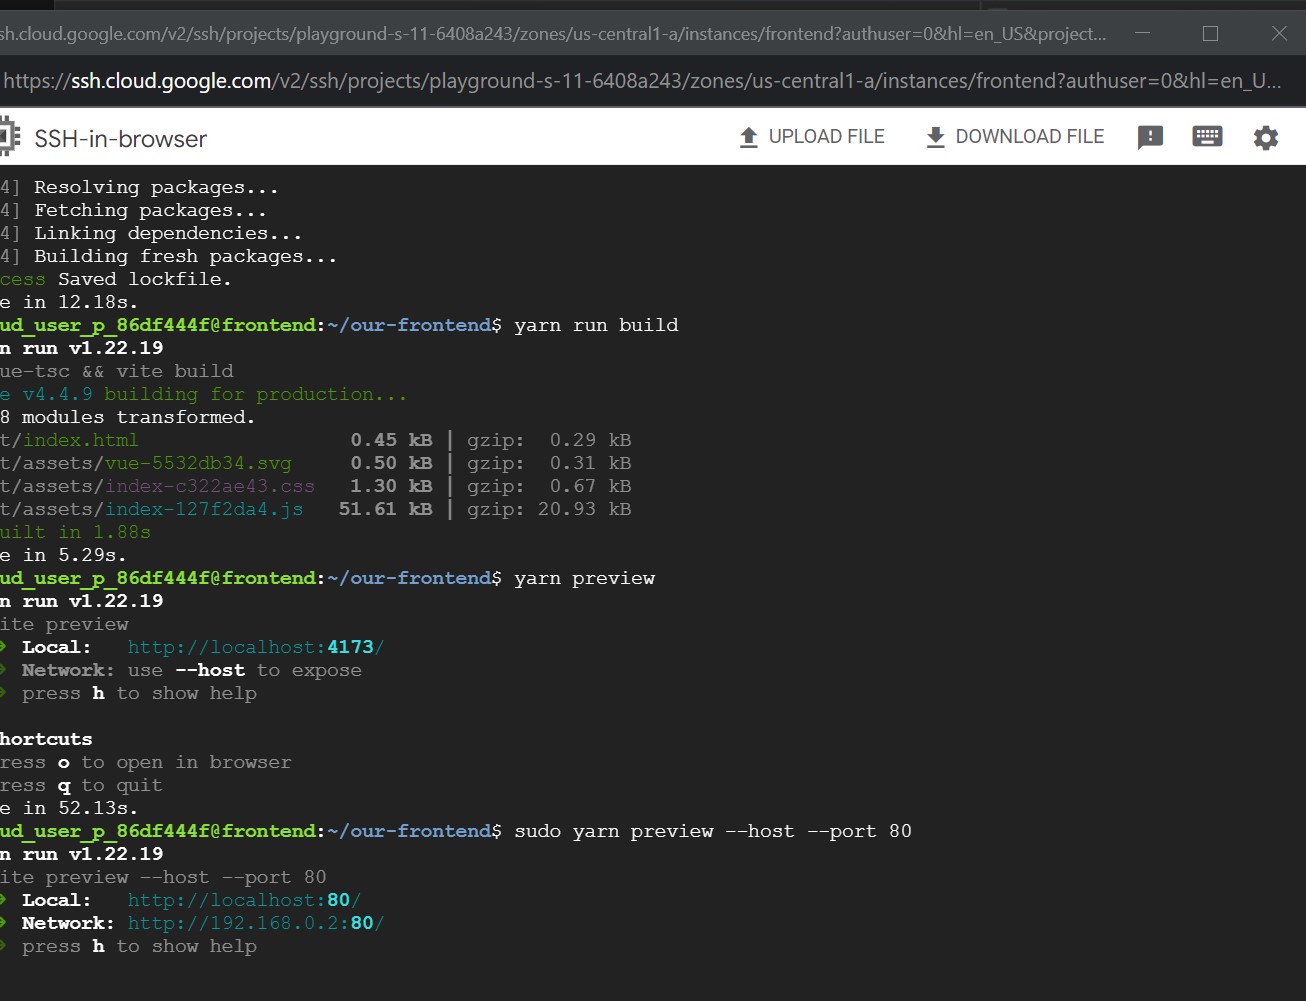 sh.cloud.google.com/v2/ssh/projects/playground-s-11-6408a243/zones/us-central1-a/instances/frontend?authuser=0&hl=en_US&project...
https://ssh.cloud.google.com/v2/ssh/projects/playground-s-11-6408a243/zones/us-central1-a/instances/frontend?authuser=0&hl=en_U...
SSH-in-browser UPLOAD FILE DOWNLOAD FILE
4] Resolving packages...
4] Fetching packages...
4] Linking dependencies...
4] Building fresh packages...
cess Saved lockfile.
e in 12.18s.
ud_user_p_86df444f@frontend:~/our-frontend$ yarn run build
n run v1.22.19
ue-tsc && vite build
e v4.4.9 building for production...
8 modules transformed.
t/index.html 0.45 kB | gzip: 0.29 kB
t/assets/vue-5532db34.svg 0.50 kB | gzip: 0.31 kB
t/assets/index-c322ae43.css 1.30 kB | gzip: 0.67 kB
t/assets/index-127f2da4.js 51.61 kB | gzip: 20.93 kB
uilt in 1.88s
e in 5.29s.
ud_user_p_86df444f@frontend:~/our-frontend$ yarn preview
n run v1.22.19
ite preview
Local: http://localhost:4173/
Network: use --host to expose
press h to show help
hortcuts
ress o to open in browser
ress q to quit
e in 52.13s.
ud_user_p_86df444f@frontend:~/our-frontend$ sudo yarn preview --host --port 80
n run v1.22.19
ite preview --host --port 80
Local: http://localhost:80/
Network: http://192.168.0.2:80/
press h to show help